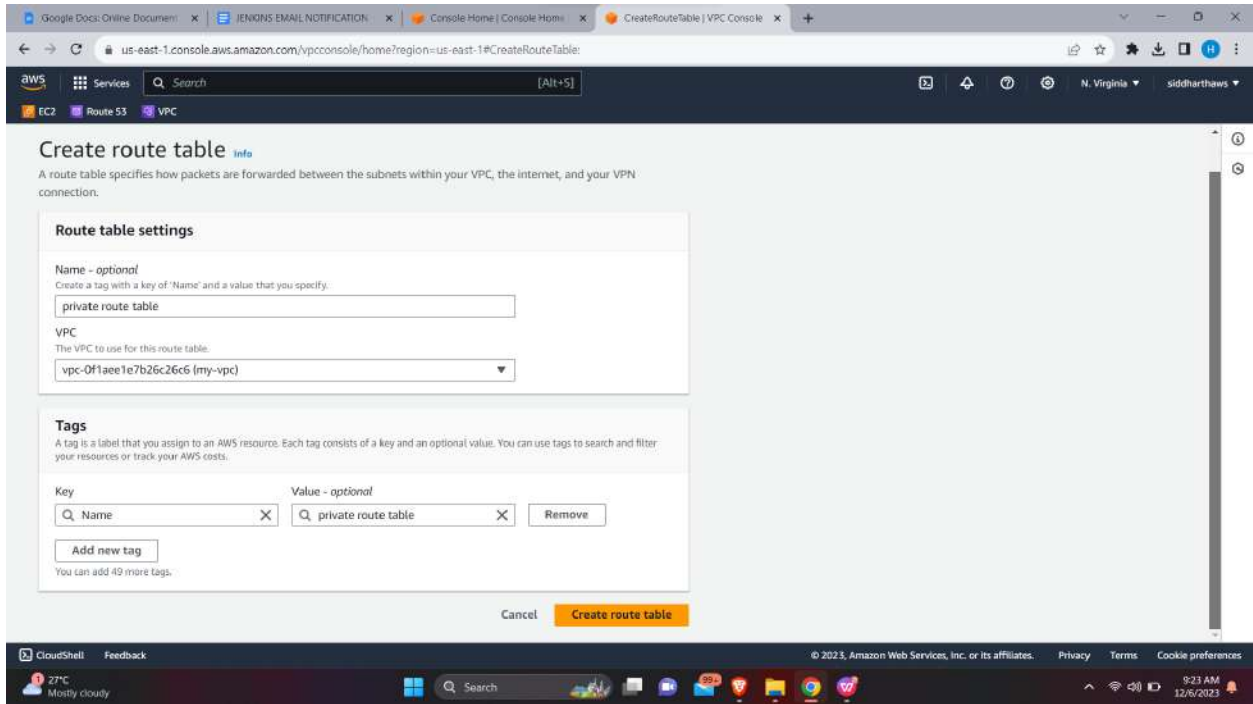 Google Docs: Online Document
JENKINS EMAIL NOTIFICATION
Console Home | Console Home
CreateRouteTable | VPC Console
us-east-1.console.aws.amazon.com/vpcconsole/home?region=us-east-1#CreateRouteTable:
H
aws
Services
Search
[Alt+S]
N. Virginia
siddharthaws
EC2
Route 53
VPC
Create route table Info
A route table specifies how packets are forwarded between the subnets within your VPC, the internet, and your VPN
connection.
Route table settings
Name - optional
Create a tag with a key of 'Name' and a value that you specify.
private route table
VPC
The VPC to use for this route table.
vpc-0f1aee1e7b26c26c6 (my-vpc)
Tags
A tag is a label that you assign to an AWS resource. Each tag consists of a key and an optional value. You can use tags to search and filter
your resources or track your AWS costs.
Key
Value - optional
Name
private route table
Remove
Add new tag
You can add 49 more tags.
Cancel
Create route table
CloudShell
Feedback
© 2023, Amazon Web Services, Inc. or its affiliates.
Privacy
Terms
Cookie preferences
1
27°C
Mostly cloudy
Search
99+
9:23 AM
12/6/2023